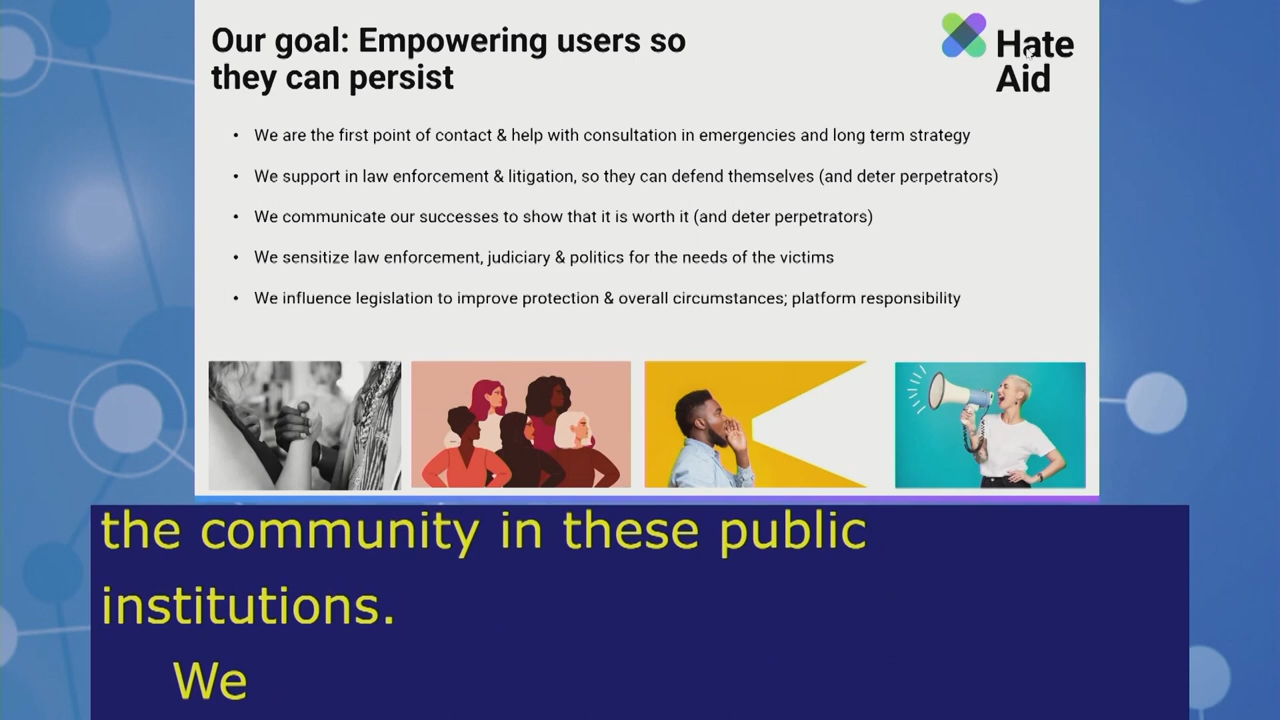 Our goal: Empowering users so
they can persist
Hate
Aid
• We are the first point of contact & help with consultation in emergencies and long term strategy
• We support in law enforcement & litigation, so they can defend themselves (and deter perpetrators)
• We communicate our successes to show that it is worth it (and deter perpetrators)
• We sensitize law enforcement, judiciary & politics for the needs of the victims
• We influence legislation to improve protection & overall circumstances; platform responsibility
the community in these public
institutions.
We